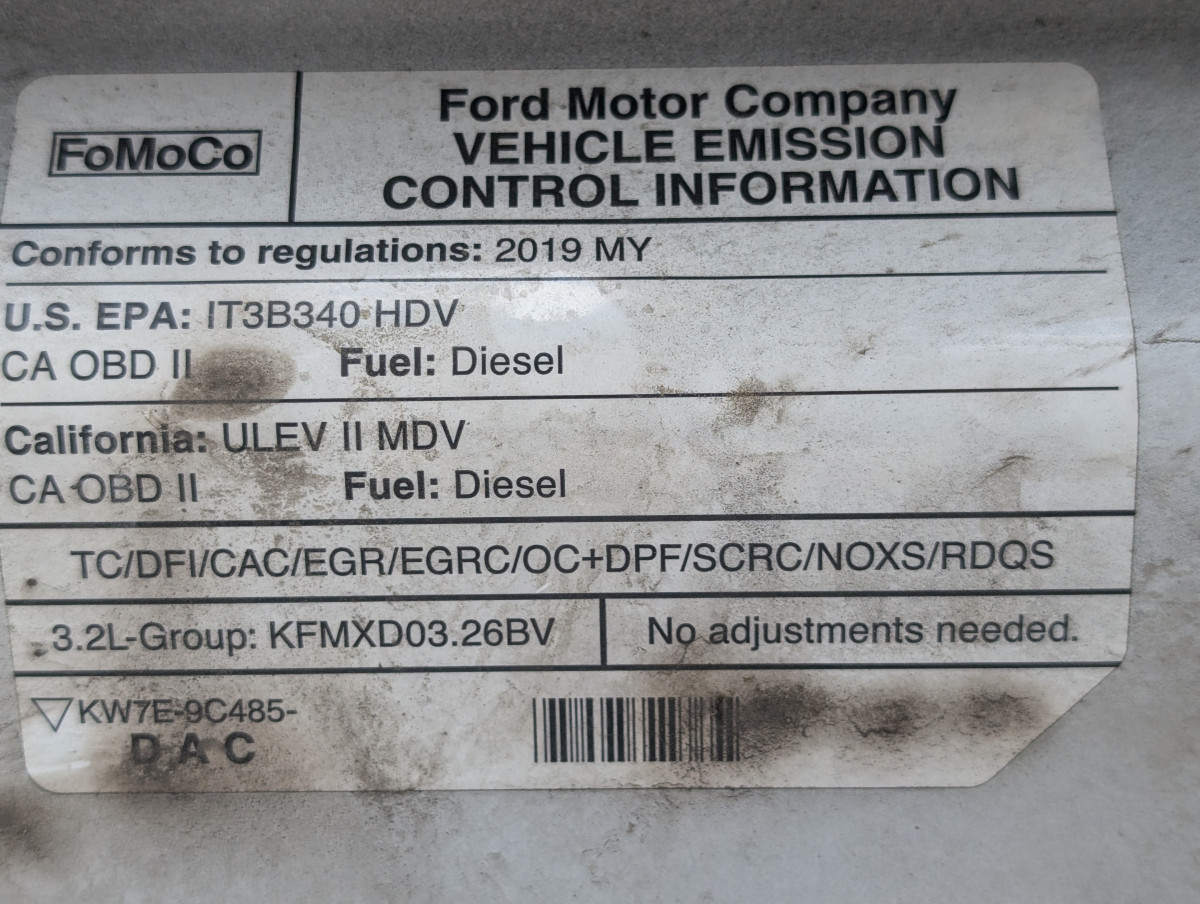 FoMoCo
Ford Motor Company
VEHICLE EMISSION
CONTROL INFORMATION
Conforms to regulations: 2019 MY
U.S. EPA: IT3B340 HDV
CA OBD II Fuel: Diesel
California: ULEV II MDV
CA OBD II Fuel: Diesel
TC/DFI/CAC/EGR/EGRC/OC+DPF/SCRC/NOXS/RDQS
3.2L-Group: KFMXD03.26BV No adjustments needed.
KW7E-9C485-
DAC